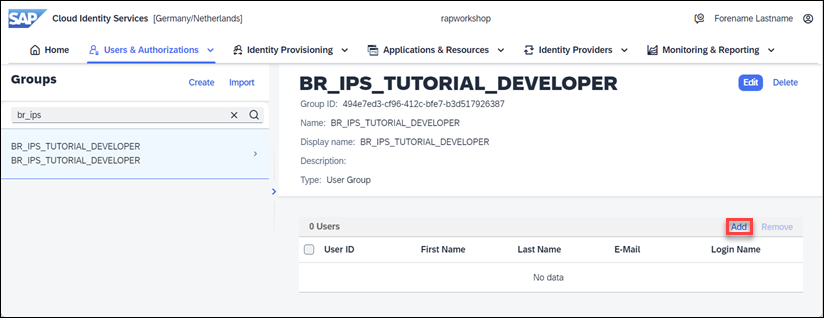 SAP Cloud Identity Services [Germany/Netherlands] rapworkshop Forename Lastname
Home Users & Authorizations Identity Provisioning Applications & Resources Identity Providers Monitoring & Reporting
Groups Create Import
br_ips
BR_IPS_TUTORIAL_DEVELOPER
BR_IPS_TUTORIAL_DEVELOPER
BR_IPS_TUTORIAL_DEVELOPER Edit Delete
Group ID: 494e7ed3-cf96-412c-bfe7-b3d517926387
Name: BR_IPS_TUTORIAL_DEVELOPER
Display name: BR_IPS_TUTORIAL_DEVELOPER
Description:
Type: User Group
0 Users Add Remove
User ID First Name Last Name E-Mail Login Name
No data